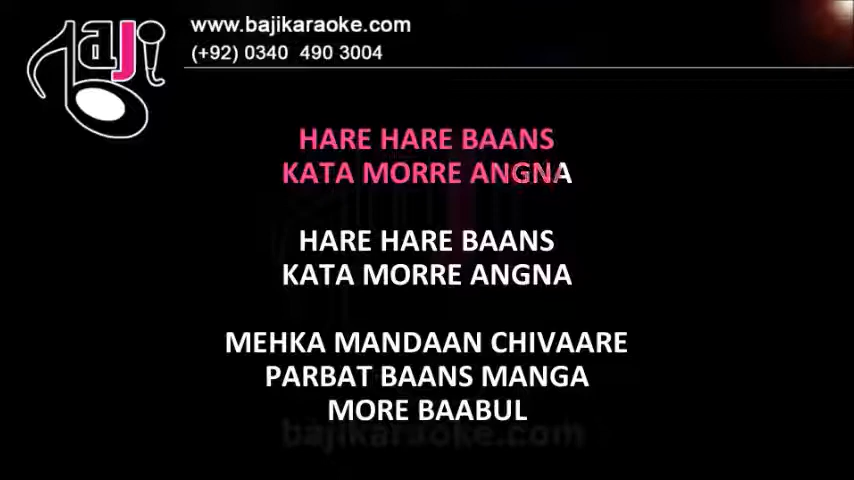 www.bajikaraoke.com
(+92) 0340 490 3004
aji
HARE HARE BAANS
KATA MORRE ANGNA
HARE HARE BAANS
KATA MORRE ANGNA
MEHKA MANDAAN CHIVAARE
PARBAT BAANS MANGA
MORE BAABUL
bajikaraoke.com